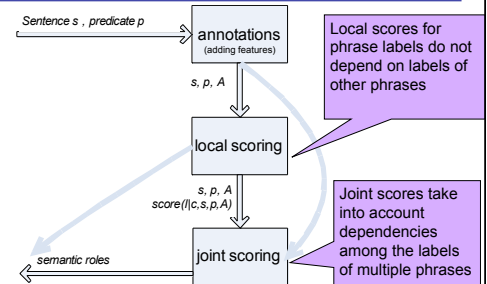 Sentence s , predicate p
annotations
(adding features)
Local scores for
phrase labels do not
depend on labels of
other phrases
s, p, A
local scoring
s, p, A
score(l|c,s,p,A)
Joint scores take
into account
dependencies
among the labels
of multiple phrases
joint scoring
semantic roles